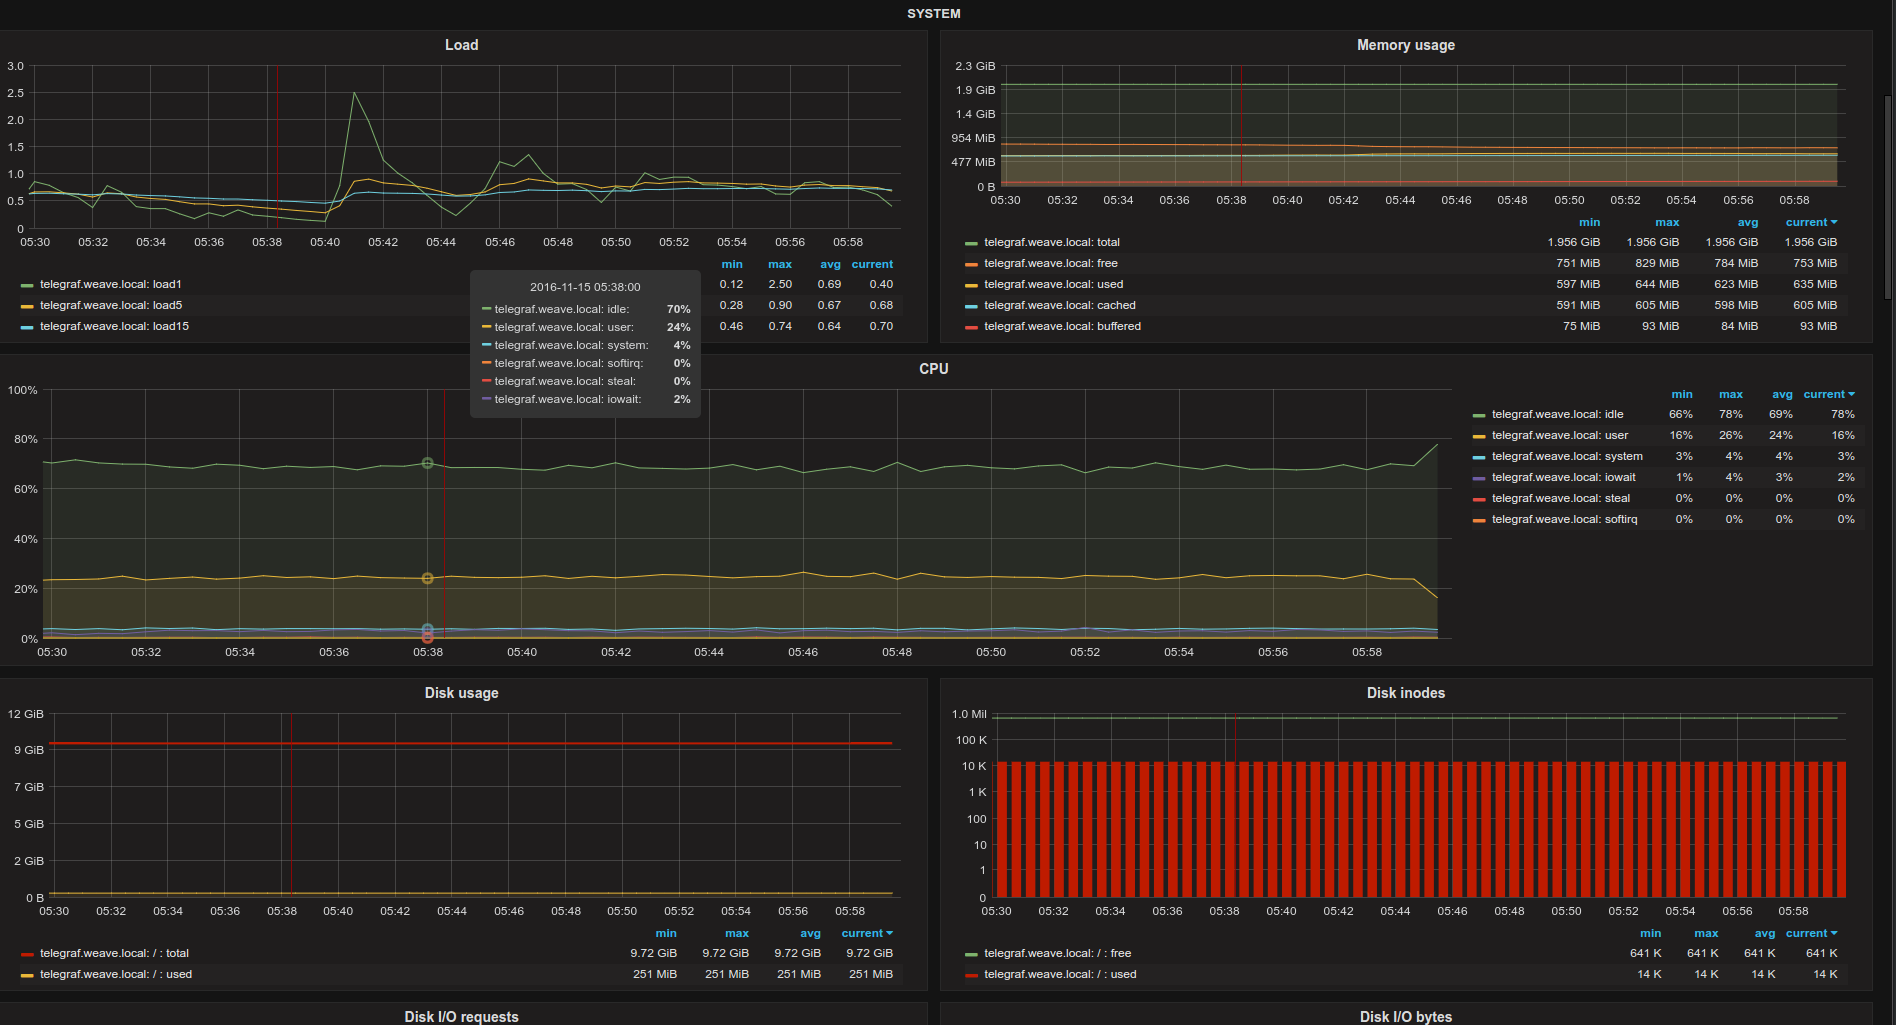 SYSTEM
Load
3.0
2.5
2.0
1.5
1.0
0.5
0
05:30 05:32 05:34 05:36 05:38 05:40 05:42 05:44 05:46 05:48 05:50 05:52 05:54 05:56 05:58
min max avg current
telegraf.weave.local: load1 0.12 2.50 0.69 0.40
telegraf.weave.local: load5 0.28 0.90 0.67 0.68
telegraf.weave.local: load15 0.46 0.74 0.64 0.70
Memory usage
2.3 GiB
1.9 GiB
1.4 GiB
954 MiB
477 MiB
0 B
05:30 05:32 05:34 05:36 05:38 05:40 05:42 05:44 05:46 05:48 05:50 05:52 05:54 05:56 05:58
min max avg current
telegraf.weave.local: total 1.956 GiB 1.956 GiB 1.956 GiB 1.956 GiB
telegraf.weave.local: free 751 MiB 829 MiB 784 MiB 753 MiB
telegraf.weave.local: used 597 MiB 644 MiB 623 MiB 635 MiB
telegraf.weave.local: cached 591 MiB 605 MiB 598 MiB 605 MiB
telegraf.weave.local: buffered 75 MiB 93 MiB 84 MiB 93 MiB
2016-11-15 05:38:00
telegraf.weave.local: idle: 70%
telegraf.weave.local: user: 24%
telegraf.weave.local: system: 4%
telegraf.weave.local: softirq: 0%
telegraf.weave.local: steal: 0%
telegraf.weave.local: iowait: 2%
CPU
100%
80%
60%
40%
20%
0%
05:30 05:32 05:34 05:36 05:38 05:40 05:42 05:44 05:46 05:48 05:50 05:52 05:54 05:56 05:58
min max avg current
telegraf.weave.local: idle 66% 78% 69% 78%
telegraf.weave.local: user 16% 26% 24% 16%
telegraf.weave.local: system 3% 4% 4% 3%
telegraf.weave.local: iowait 1% 4% 3% 2%
telegraf.weave.local: steal 0% 0% 0% 0%
telegraf.weave.local: softirq 0% 0% 0% 0%
Disk usage
12 GiB
9 GiB
7 GiB
5 GiB
2 GiB
0 B
05:30 05:32 05:34 05:36 05:38 05:40 05:42 05:44 05:46 05:48 05:50 05:52 05:54 05:56 05:58
min max avg current
telegraf.weave.local: / : total 9.72 GiB 9.72 GiB 9.72 GiB 9.72 GiB
telegraf.weave.local: / : used 251 MiB 251 MiB 251 MiB 251 MiB
Disk inodes
1.0 Mil
100 K
10 K
1 K
100
10
1
0
05:30 05:32 05:34 05:36 05:38 05:40 05:42 05:44 05:46 05:48 05:50 05:52 05:54 05:56 05:58
min max avg current
telegraf.weave.local: / : free 641 K 641 K 641 K 641 K
telegraf.weave.local: / : used 14 K 14 K 14 K 14 K
Disk I/O requests
Disk I/O bytes